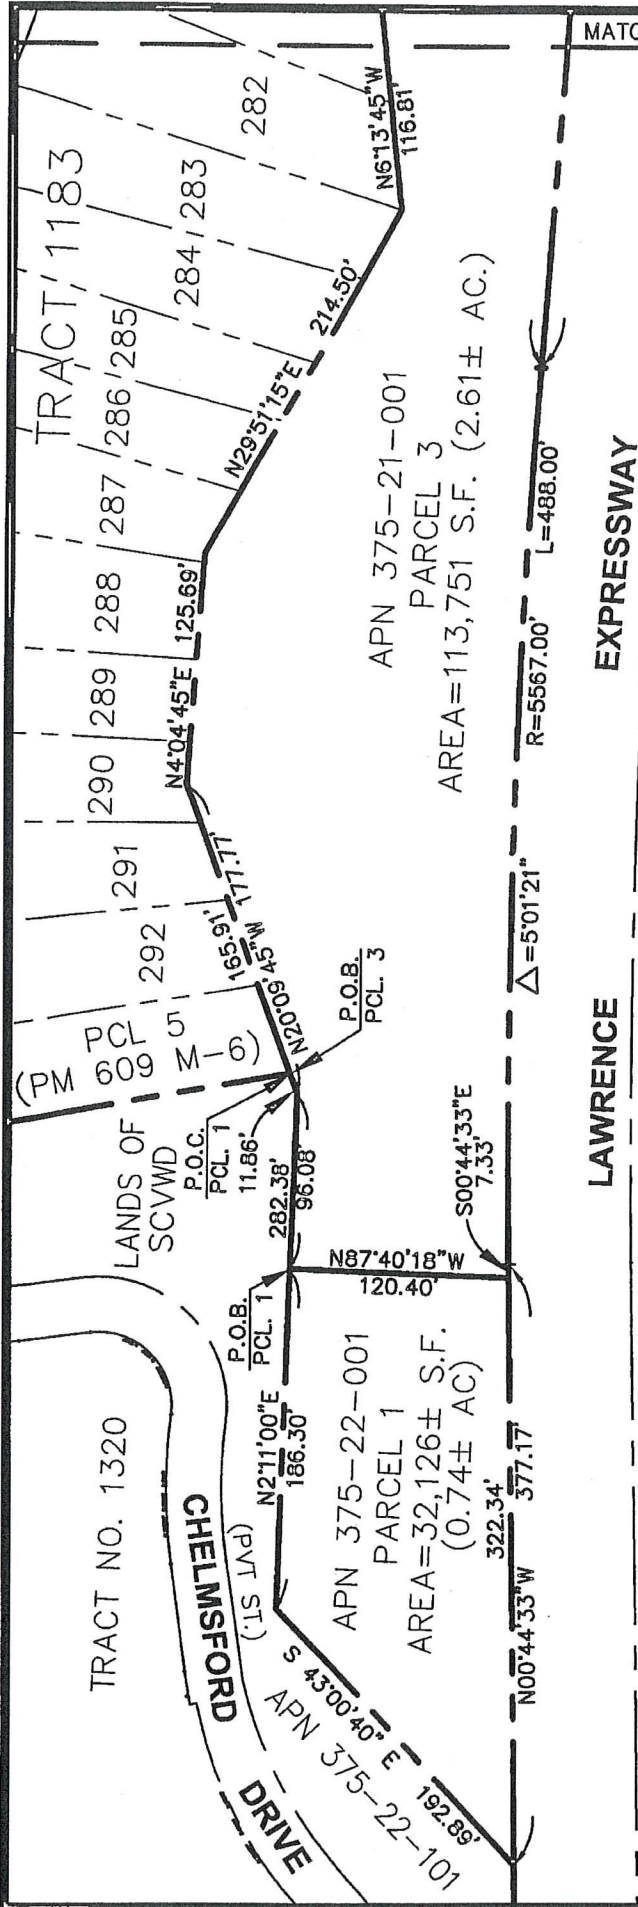 MATC
282
283
TRACT 1183
284
285
286
287
288
289
290
291
292
N6°13'45"W
116.81'
214.50'
N29°51'15"E
125.69'
N4°04'45"E
177.77'
165.91'
N20°09'45"W
APN 375-21-001
PARCEL 3
AREA=113,751 S.F. (2.61± AC.)
L=488.00'
R=5567.00'
Δ=5°01'21"
LAWRENCE EXPRESSWAY
PCL 5
(PM 609 M-6)
P.O.B.
PCL. 3
P.O.C.
PCL. 1
11.86'
LANDS OF
SCVWD
282.38'
96.08'
S00°44'33"E
7.33'
N87°40'18"W
120.40'
P.O.B.
PCL. 1
N2°11'00"E
186.30'
APN 375-22-001
PARCEL 1
AREA=32,126± S.F.
(0.74± AC)
322.34'
377.17'
N00°44'33"W
TRACT NO. 1320
CHELMSFORD DRIVE
(PVT ST.)
S 43°00'40" E 192.89'
APN 375-22-101